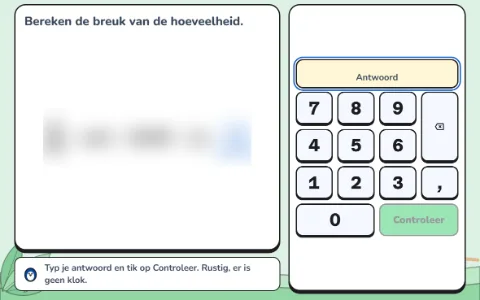 Bereken de breuk van de hoeveelheid.
Antwoord
7 8 9
4 5 6
1 2 3 ,
0 Controleer
Typ je antwoord en tik op Controleer. Rustig, er is
geen klok.